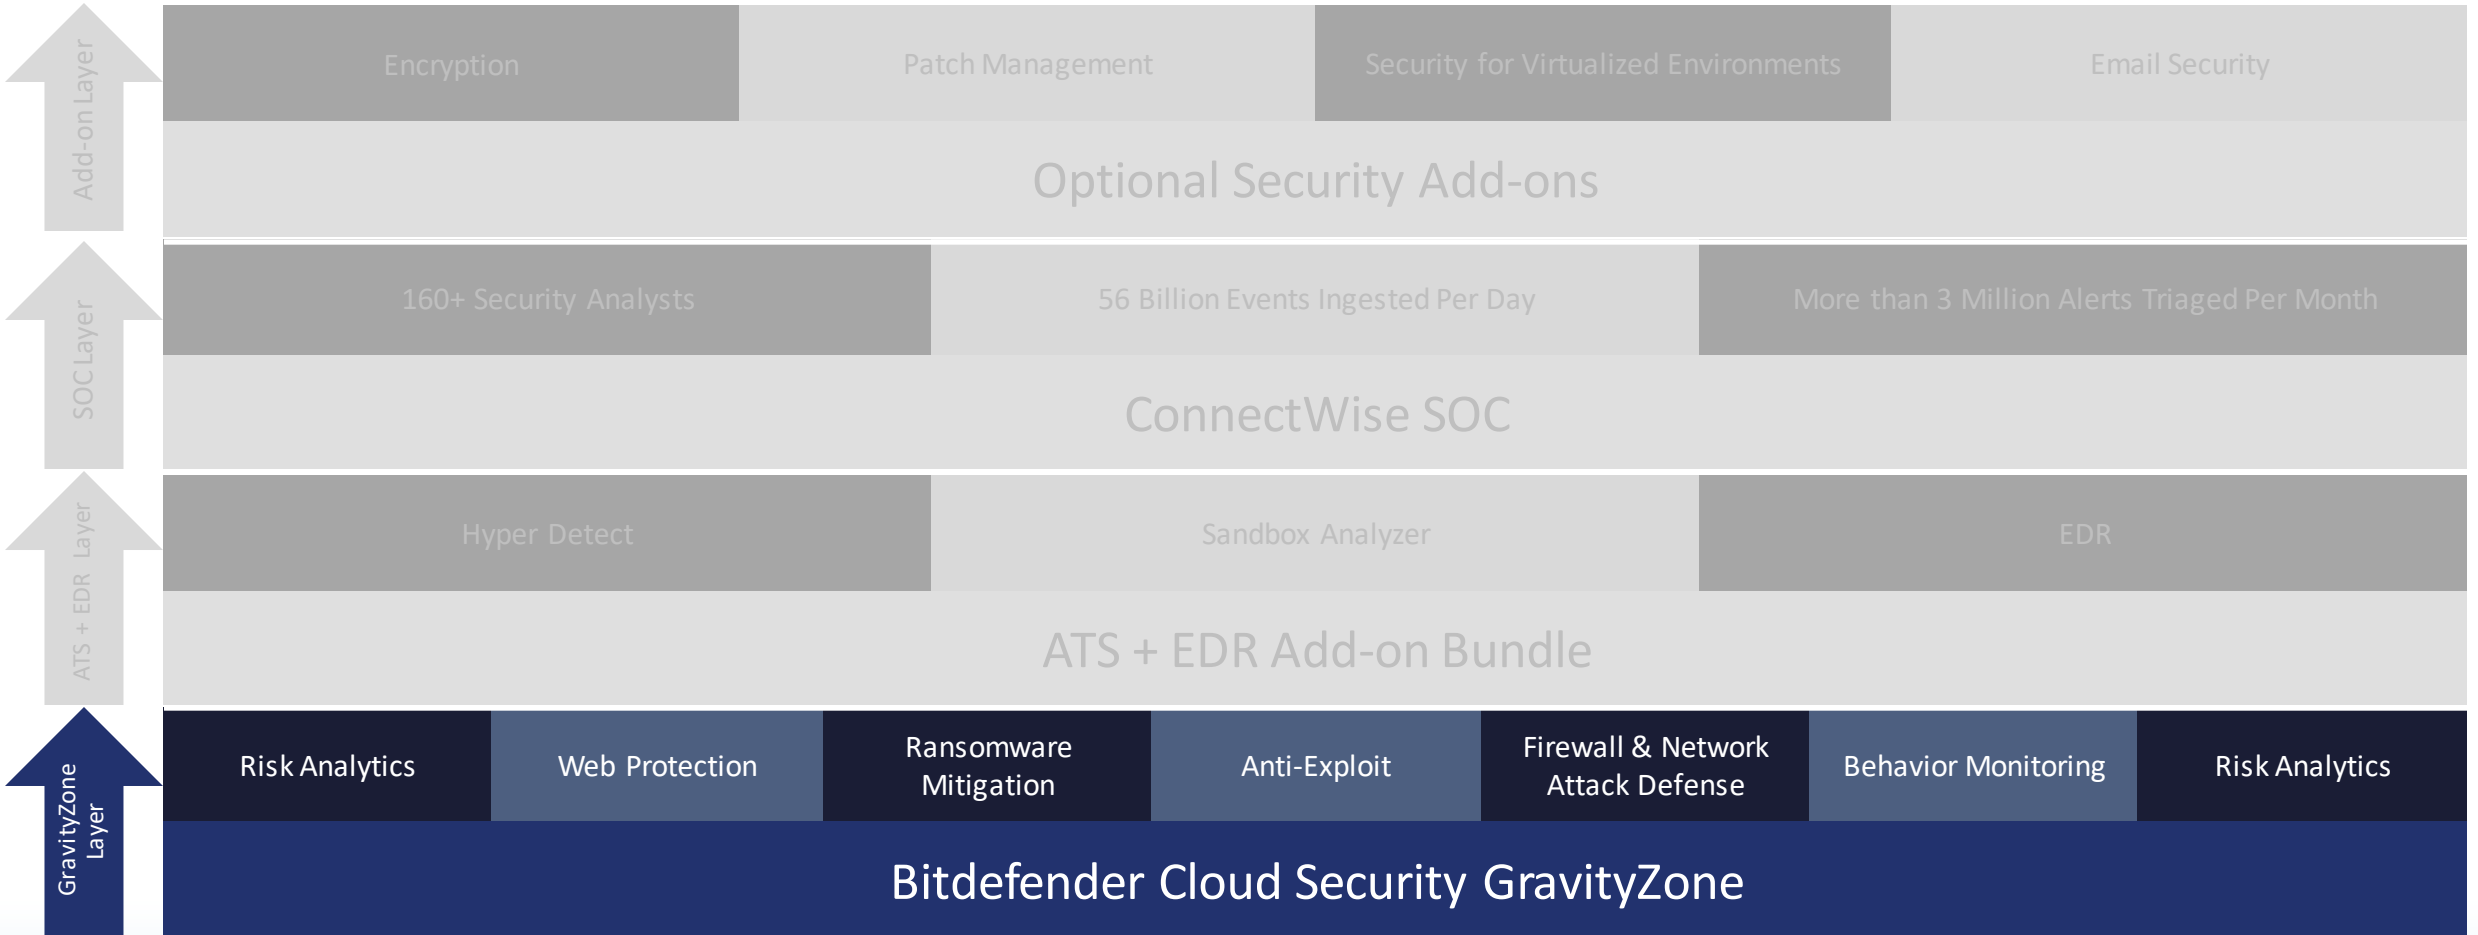 Add-on Layer
Encryption
Patch Management
Security for Virtualized Environments
Email Security
Optional Security Add-ons
SOC Layer
160+ Security Analysts
56 Billion Events Ingested Per Day
More than 3 Million Alerts Triaged Per Month
ConnectWise SOC
ATS + EDR Layer
Hyper Detect
Sandbox Analyzer
EDR
ATS + EDR Add-on Bundle
GravityZone
Layer
Risk Analytics
Web Protection
Ransomware
Mitigation
Anti-Exploit
Firewall & Network
Attack Defense
Behavior Monitoring
Risk Analytics
Bitdefender Cloud Security GravityZone